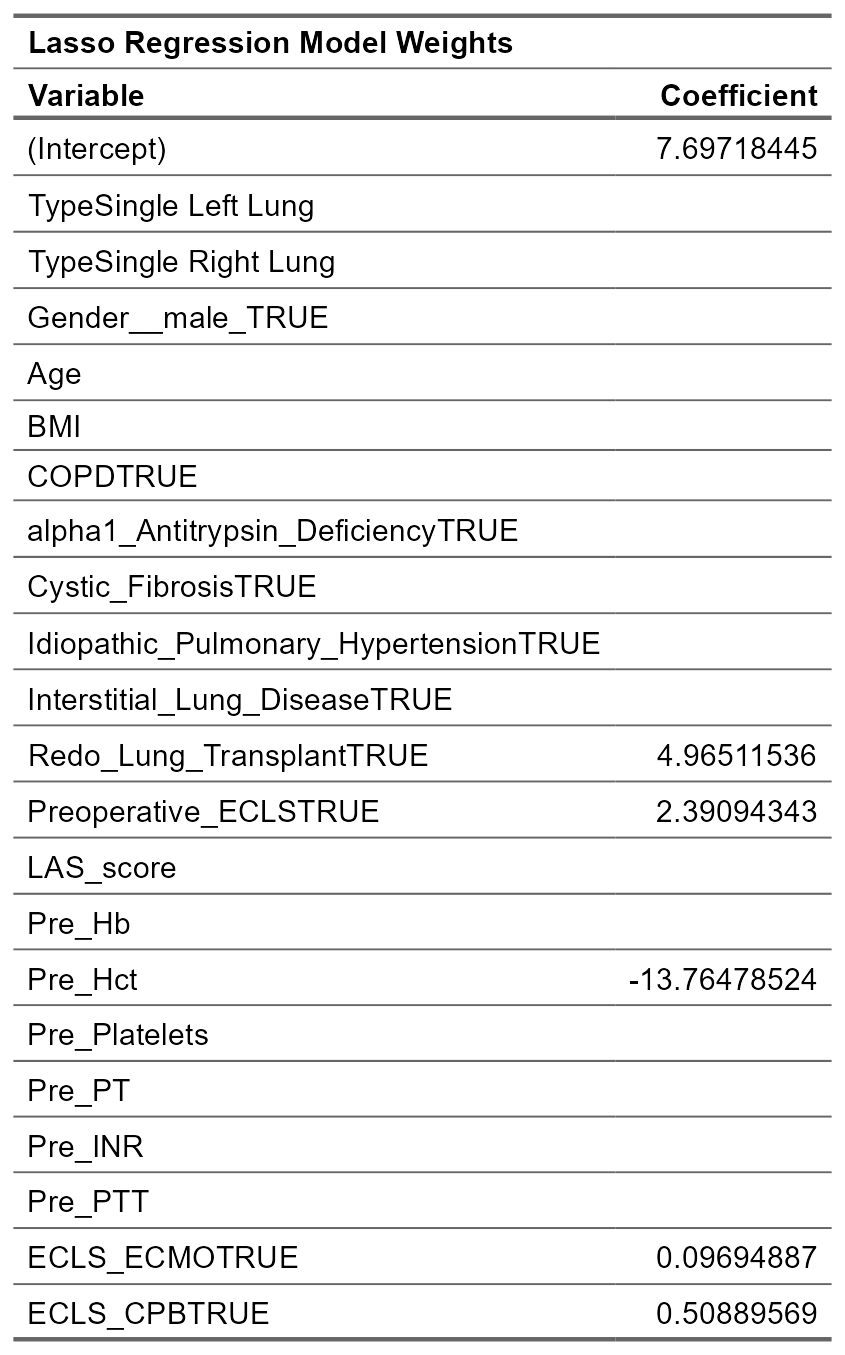 Lasso Regression Model Weights
Variable Coefficient
(Intercept) 7.69718445
TypeSingle Left Lung
TypeSingle Right Lung
Gender__male_TRUE
Age
BMI
COPDTRUE
alpha1_Antitrypsin_DeficiencyTRUE
Cystic_FibrosisTRUE
Idiopathic_Pulmonary_HypertensionTRUE
Interstitial_Lung_DiseaseTRUE
Redo_Lung_TransplantTRUE 4.96511536
Preoperative_ECLSTRUE 2.39094343
LAS_score
Pre_Hb
Pre_Hct -13.76478524
Pre_Platelets
Pre_PT
Pre_INR
Pre_PTT
ECLS_ECMOTRUE 0.09694887
ECLS_CPBTRUE 0.50889569